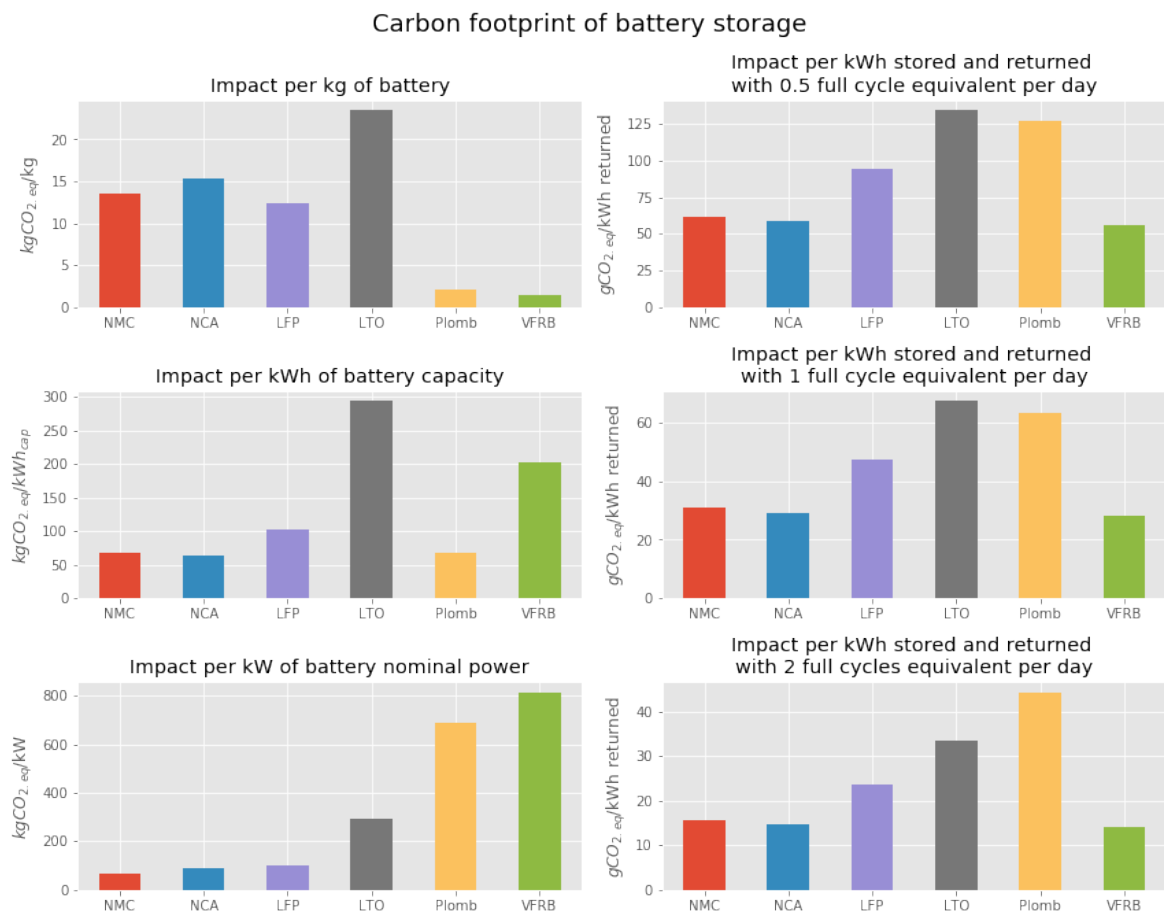 Carbon footprint of battery storage
Impact per kg of battery
kgCO2. eq/kg
20
15
10
5
0
NMC NCA LFP LTO Plomb VFRB
Impact per kWh stored and returned
with 0.5 full cycle equivalent per day
gCO2. eq/kWh returned
125
100
75
50
25
0
NMC NCA LFP LTO Plomb VFRB
Impact per kWh of battery capacity
kgCO2. eq/kWhcap
300
250
200
150
100
50
0
NMC NCA LFP LTO Plomb VFRB
Impact per kWh stored and returned
with 1 full cycle equivalent per day
gCO2. eq/kWh returned
60
40
20
0
NMC NCA LFP LTO Plomb VFRB
Impact per kW of battery nominal power
kgCO2. eq/kW
800
600
400
200
0
NMC NCA LFP LTO Plomb VFRB
Impact per kWh stored and returned
with 2 full cycles equivalent per day
gCO2. eq/kWh returned
40
30
20
10
0
NMC NCA LFP LTO Plomb VFRB